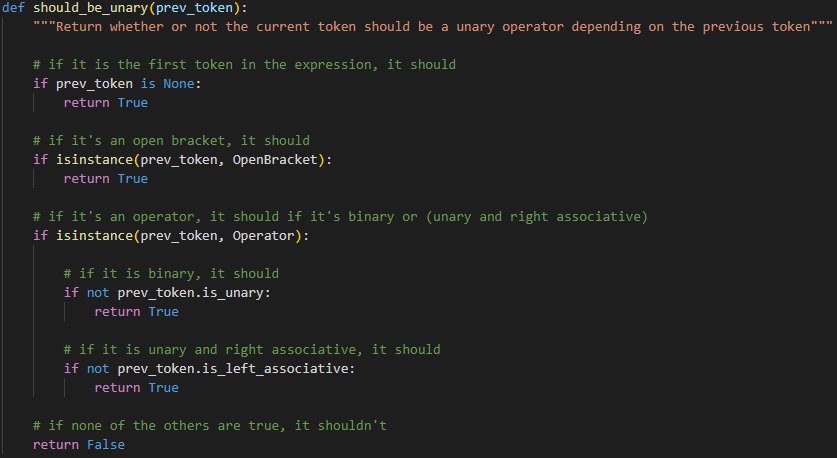 def should_be_unary(prev_token):
    """Return whether or not the current token should be a unary operator depending on the previous token"""

    # if it is the first token in the expression, it should
    if prev_token is None:
        return True

    # if it's an open bracket, it should
    if isinstance(prev_token, OpenBracket):
        return True

    # if it's an operator, it should if it's binary or (unary and right associative)
    if isinstance(prev_token, Operator):

        # if it is binary, it should
        if not prev_token.is_unary:
            return True

        # if it is unary and right associative, it should
        if not prev_token.is_left_associative:
            return True

    # if none of the others are true, it shouldn't
    return False